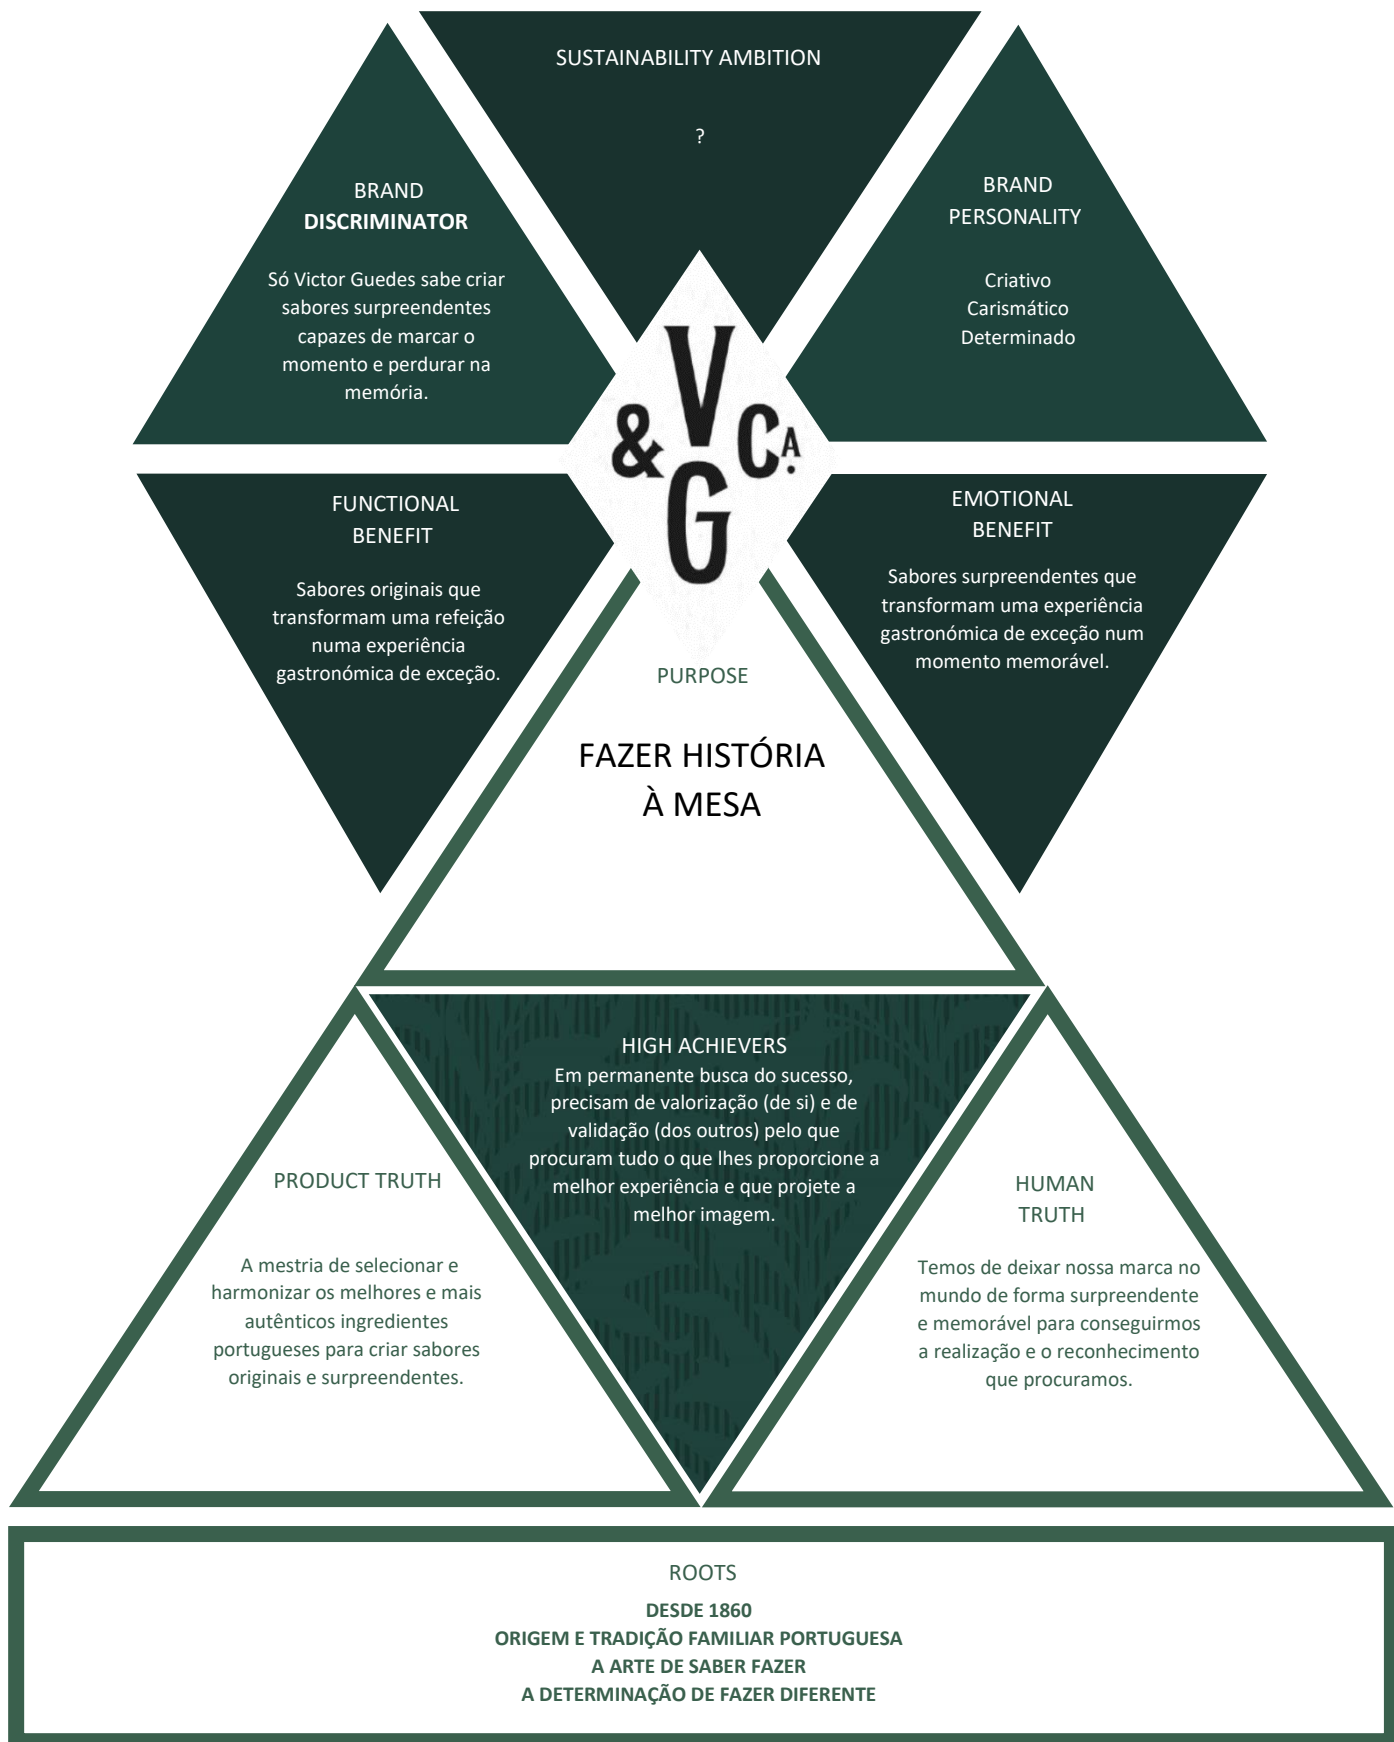 SUSTAINABILITY AMBITION
?
BRAND
DISCRIMINATOR
Só Victor Guedes sabe criar
sabores surpreendentes
capazes de marcar o
momento e perdurar na
memória.
BRAND
PERSONALITY
Criativo
Carismático
Determinado
V
& CA.
G
FUNCTIONAL
BENEFIT
Sabores originais que
transformam uma refeição
numa experiência
gastronómica de exceção.
EMOTIONAL
BENEFIT
Sabores surpreendentes que
transformam uma experiência
gastronómica de exceção num
momento memorável.
PURPOSE
FAZER HISTÓRIA
À MESA
HIGH ACHIEVERS
Em permanente busca do sucesso,
precisam de valorização (de si) e de
validação (dos outros) pelo que
procuram tudo o que lhes proporcione a
melhor experiência e que projete a
melhor imagem.
PRODUCT TRUTH
A mestria de selecionar e
harmonizar os melhores e mais
autênticos ingredientes
portugueses para criar sabores
originais e surpreendentes.
HUMAN
TRUTH
Temos de deixar nossa marca no
mundo de forma surpreendente
e memorável para conseguirmos
a realização e o reconhecimento
que procuramos.
ROOTS
DESDE 1860
ORIGEM E TRADIÇÃO FAMILIAR PORTUGUESA
A ARTE DE SABER FAZER
A DETERMINAÇÃO DE FAZER DIFERENTE